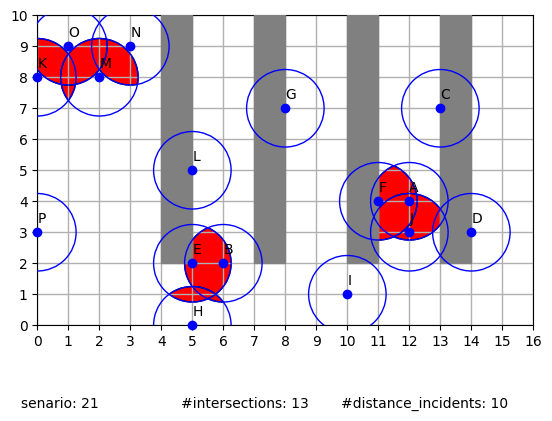 10
9
8
7
6
5
4
3
2
1
0
O
N
K
M
G
C
L
F
A
P
J
D
E
B
I
H
0 1 2 3 4 5 6 7 8 9 10 11 12 13 14 15 16
senario: 21 #intersections: 13 #distance_incidents: 10